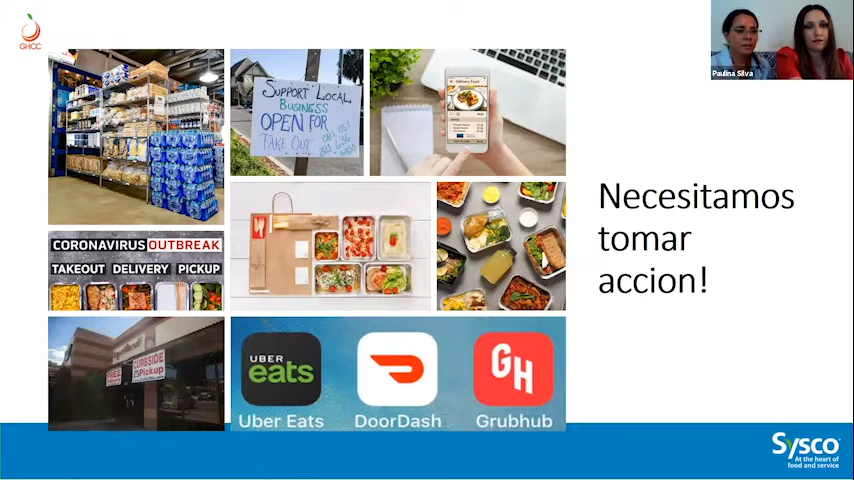 GHCC
Paulina Silva
SUPPORT LOCAL
BUSINESS
OPEN FOR
TAKE OUT
Delivery Food
CORONAVIRUS OUTBREAK
TAKEOUT DELIVERY PICKUP
FREE
CURBSIDE
Pickup
Necesitamos
tomar
accion!
UBER
eats
GH
Uber Eats
DoorDash
Grubhub
Sysco
At the heart of
food and service